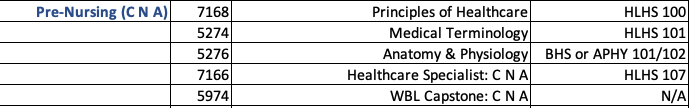 Pre-Nursing (C N A) 7168 Principles of Healthcare HLHS 100
5274 Medical Terminology HLHS 101
5276 Anatomy & Physiology BHS or APHY 101/102
7166 Healthcare Specialist: C N A HLHS 107
5974 WBL Capstone: C N A N/A